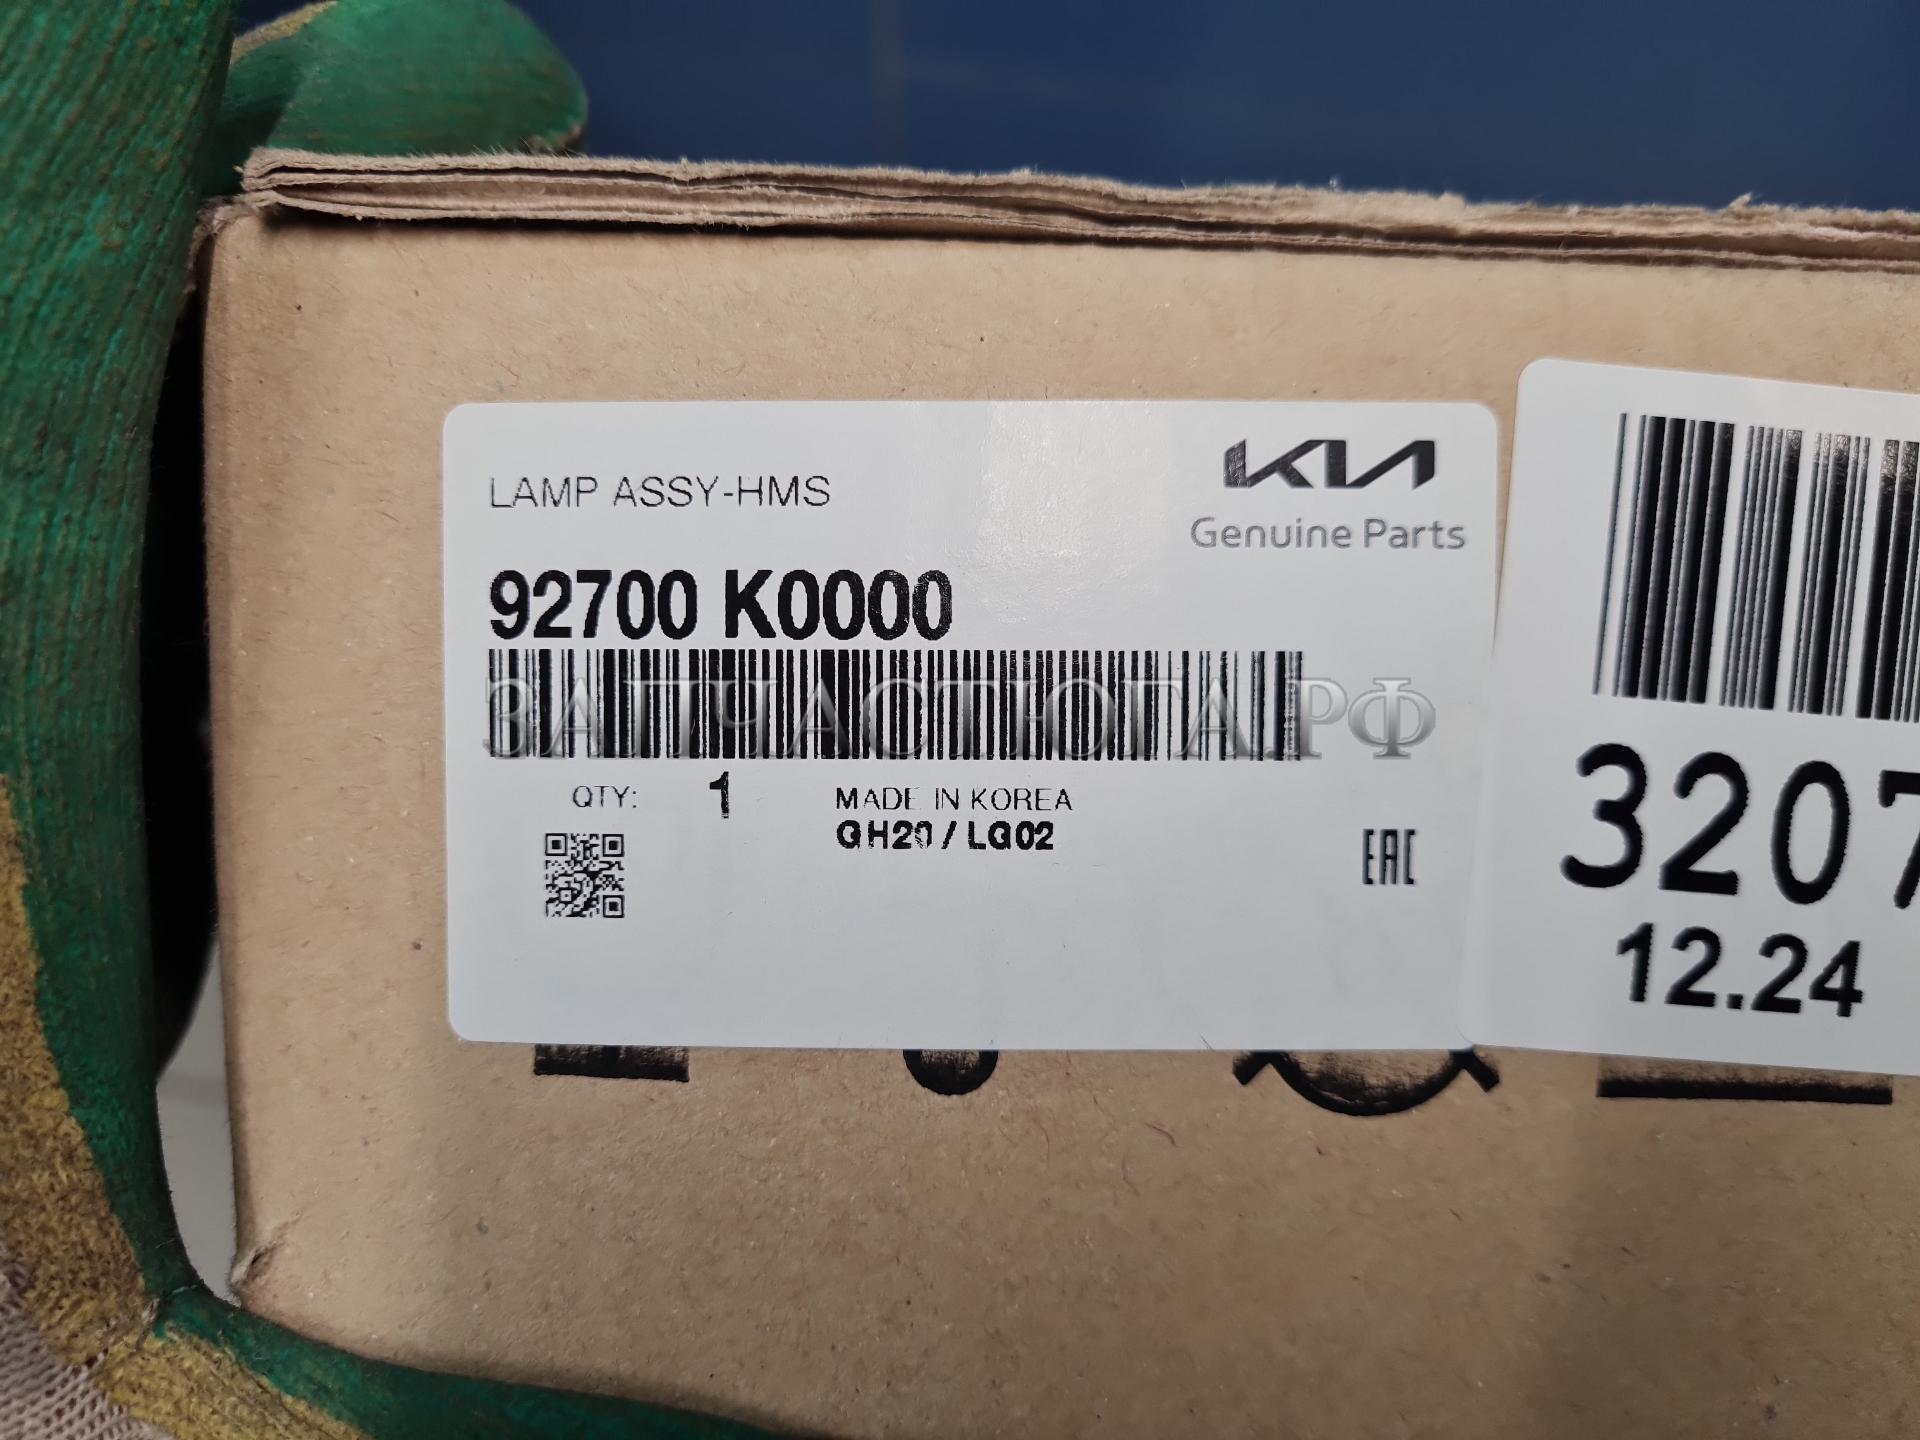 LAMP ASSY-HMS
KIA
Genuine Parts
92700 K0000
ЗАПЧАСТЮГА.РФ
QTY: 1
MADE IN KOREA
GH20 / LG02
EAC
3207
12.24